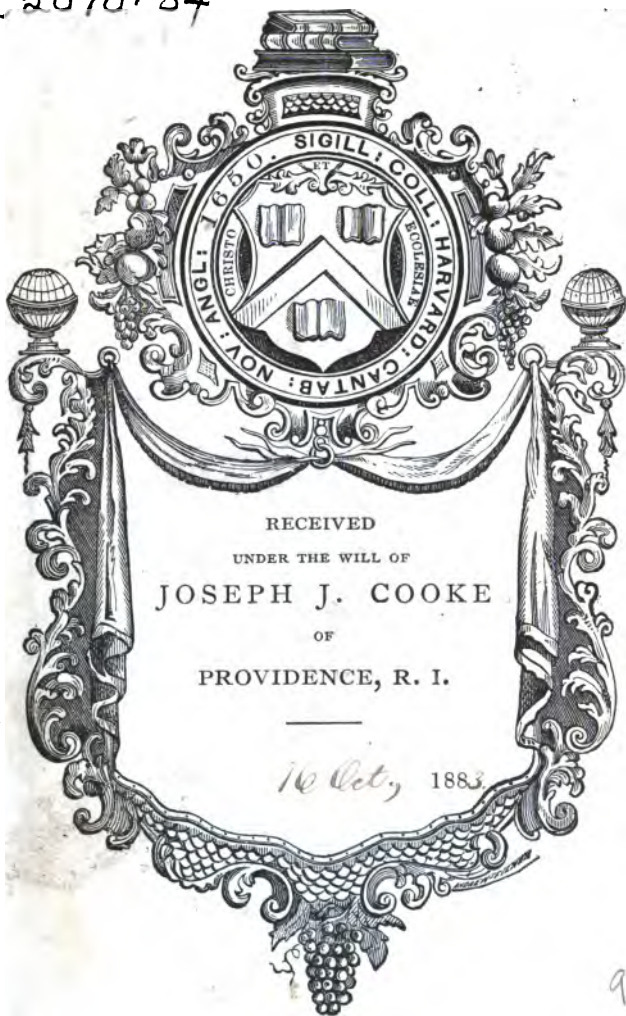 SIGILL: COLL: HARVARD: CANTAB: NOV: ANGL: 1650.
ET
CHRISTO
ECCLESIAE
RECEIVED
UNDER THE WILL OF
JOSEPH J. COOKE
OF
PROVIDENCE, R. I.
16 Oct., 1883.